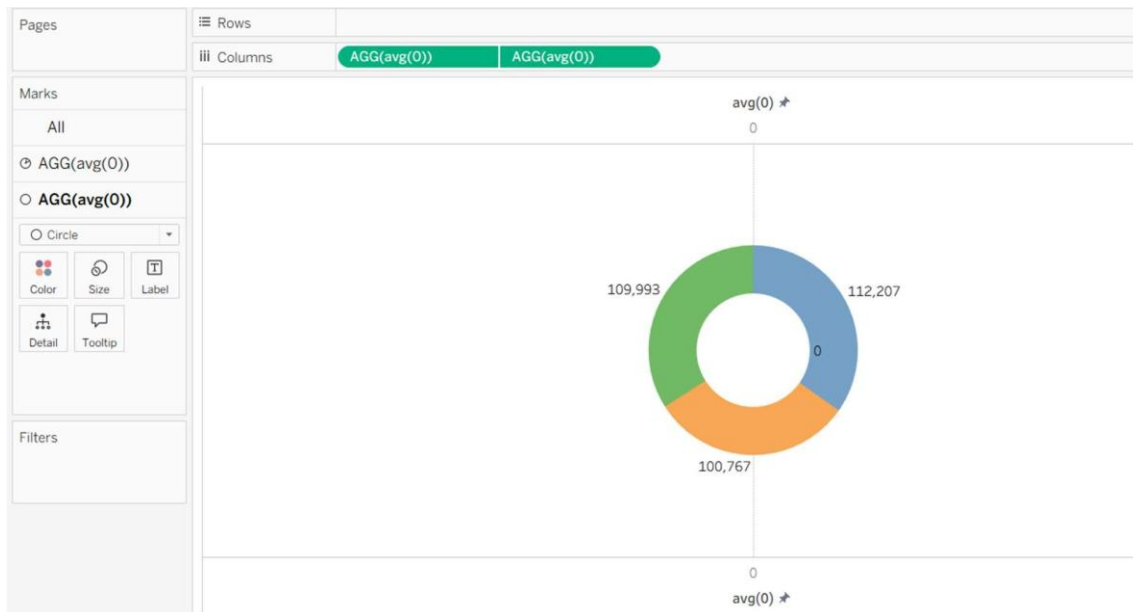 Pages
Rows
iii Columns
AGG(avg(0)) AGG(avg(0))
Marks
All
AGG(avg(0))
AGG(avg(0))
Circle
Color Size Label
Detail Tooltip
Filters
avg(0)
0
109,993
112,207
0
100,767
0
avg(0)